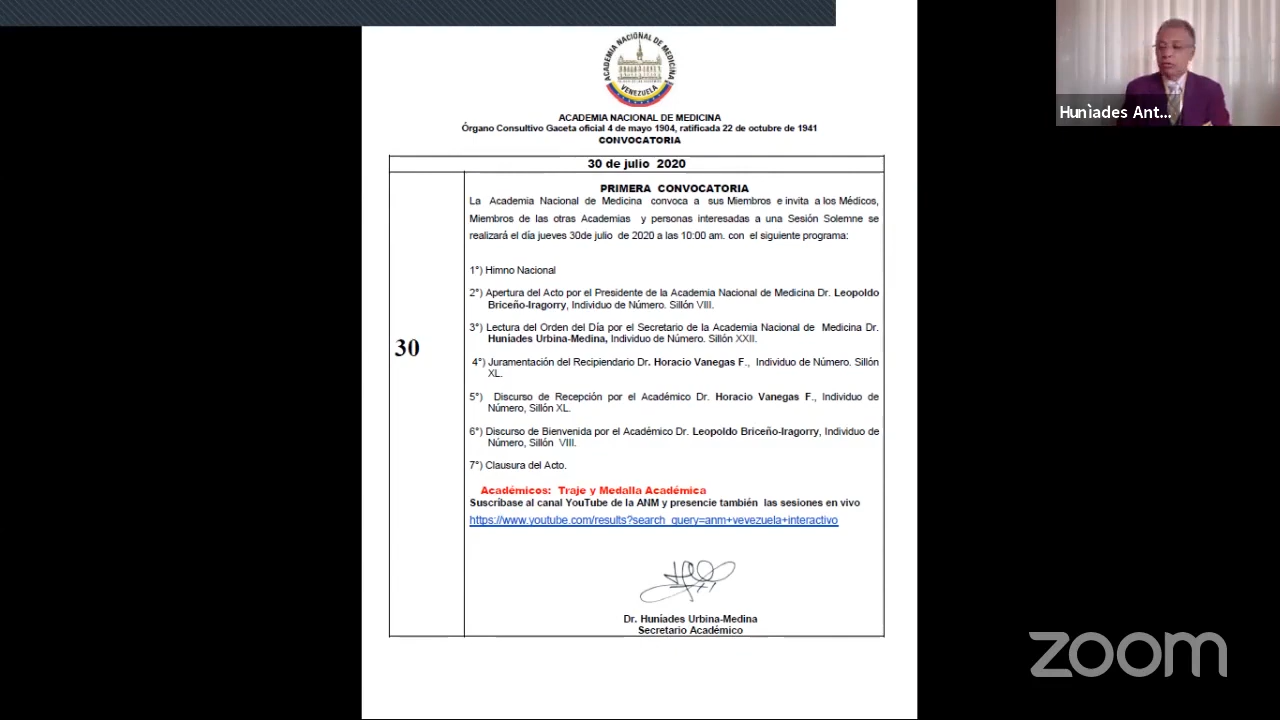 ACADEMIA NACIONAL DE MEDICINA
VENEZUELA
ACADEMIA NACIONAL DE MEDICINA
Órgano Consultivo Gaceta oficial 4 de mayo 1904, ratificada 22 de octubre de 1941
CONVOCATORIA
30 de julio 2020
30
PRIMERA CONVOCATORIA
La Academia Nacional de Medicina convoca a sus Miembros e invita a los Médicos,
Miembros de las otras Academias y personas interesadas a una Sesión Solemne se
realizará el día jueves 30de julio de 2020 a las 10:00 am. con el siguiente programa:
1°) Himno Nacional
2°) Apertura del Acto por el Presidente de la Academia Nacional de Medicina Dr. Leopoldo
Briceño-Iragorry, Individuo de Número. Sillón VIII.
3°) Lectura del Orden del Día por el Secretario de la Academia Nacional de Medicina Dr.
Huníades Urbina-Medina, Individuo de Número. Sillón XXII.
4°) Juramentación del Recipiendario Dr. Horacio Vanegas F., Individuo de Número. Sillón
XL.
5°) Discurso de Recepción por el Académico Dr. Horacio Vanegas F., Individuo de
Número, Sillón XL.
6°) Discurso de Bienvenida por el Académico Dr. Leopoldo Briceño-Iragorry, Individuo de
Número, Sillón VIII.
7°) Clausura del Acto.
Académicos: Traje y Medalla Académica
Suscríbase al canal YouTube de la ANM y presencie también las sesiones en vivo
https://www.youtube.com/results?search_query=anm+vevezuela+interactivo
Dr. Huníades Urbina-Medina
Secretario Académico
Hunìades Ant...
zoom